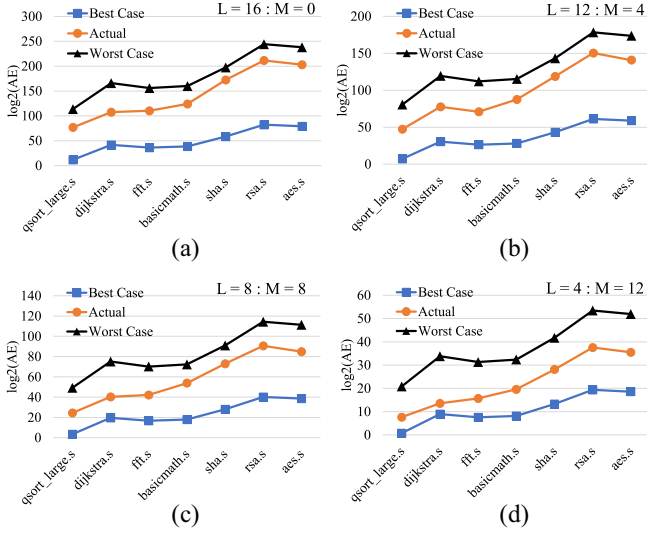 L = 16 : M = 0
Best Case
Actual
Worst Case
log2(AE)
300
250
200
150
100
50
0
qsort_large.s
dijkstra.s
fft.s
basicmath.s
sha.s
rsa.s
aes.s
(a)
L = 12 : M = 4
Best Case
Actual
Worst Case
log2(AE)
200
150
100
50
0
qsort_large.s
dijkstra.s
fft.s
basicmath.s
sha.s
rsa.s
aes.s
(b)
L = 8 : M = 8
Best Case
Actual
Worst Case
log2(AE)
140
120
100
80
60
40
20
0
qsort_large.s
dijkstra.s
fft.s
basicmath.s
sha.s
rsa.s
aes.s
(c)
L = 4 : M = 12
Best Case
Actual
Worst Case
log2(AE)
60
50
40
30
20
10
0
qsort_large.s
dijkstra.s
fft.s
basicmath.s
sha.s
rsa.s
aes.s
(d)